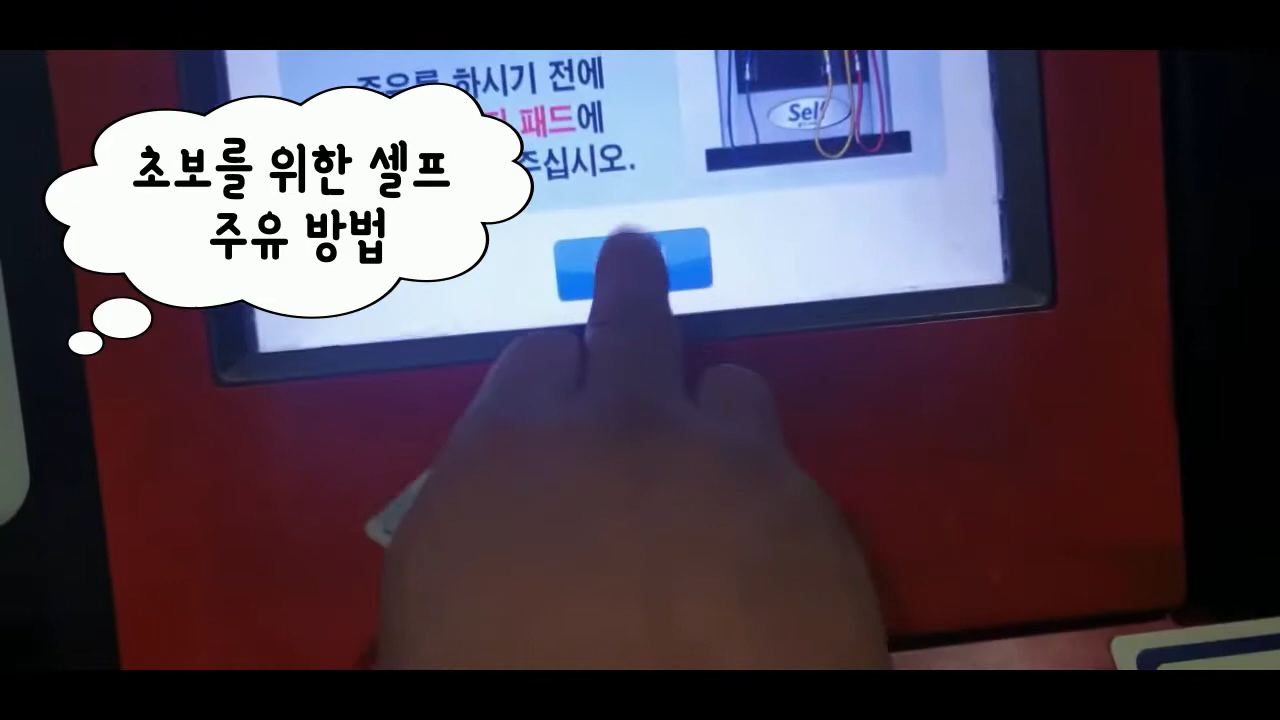 초보를 위한 셀프
주유 방법
하시기 전에
패드에
주십시오.
Self